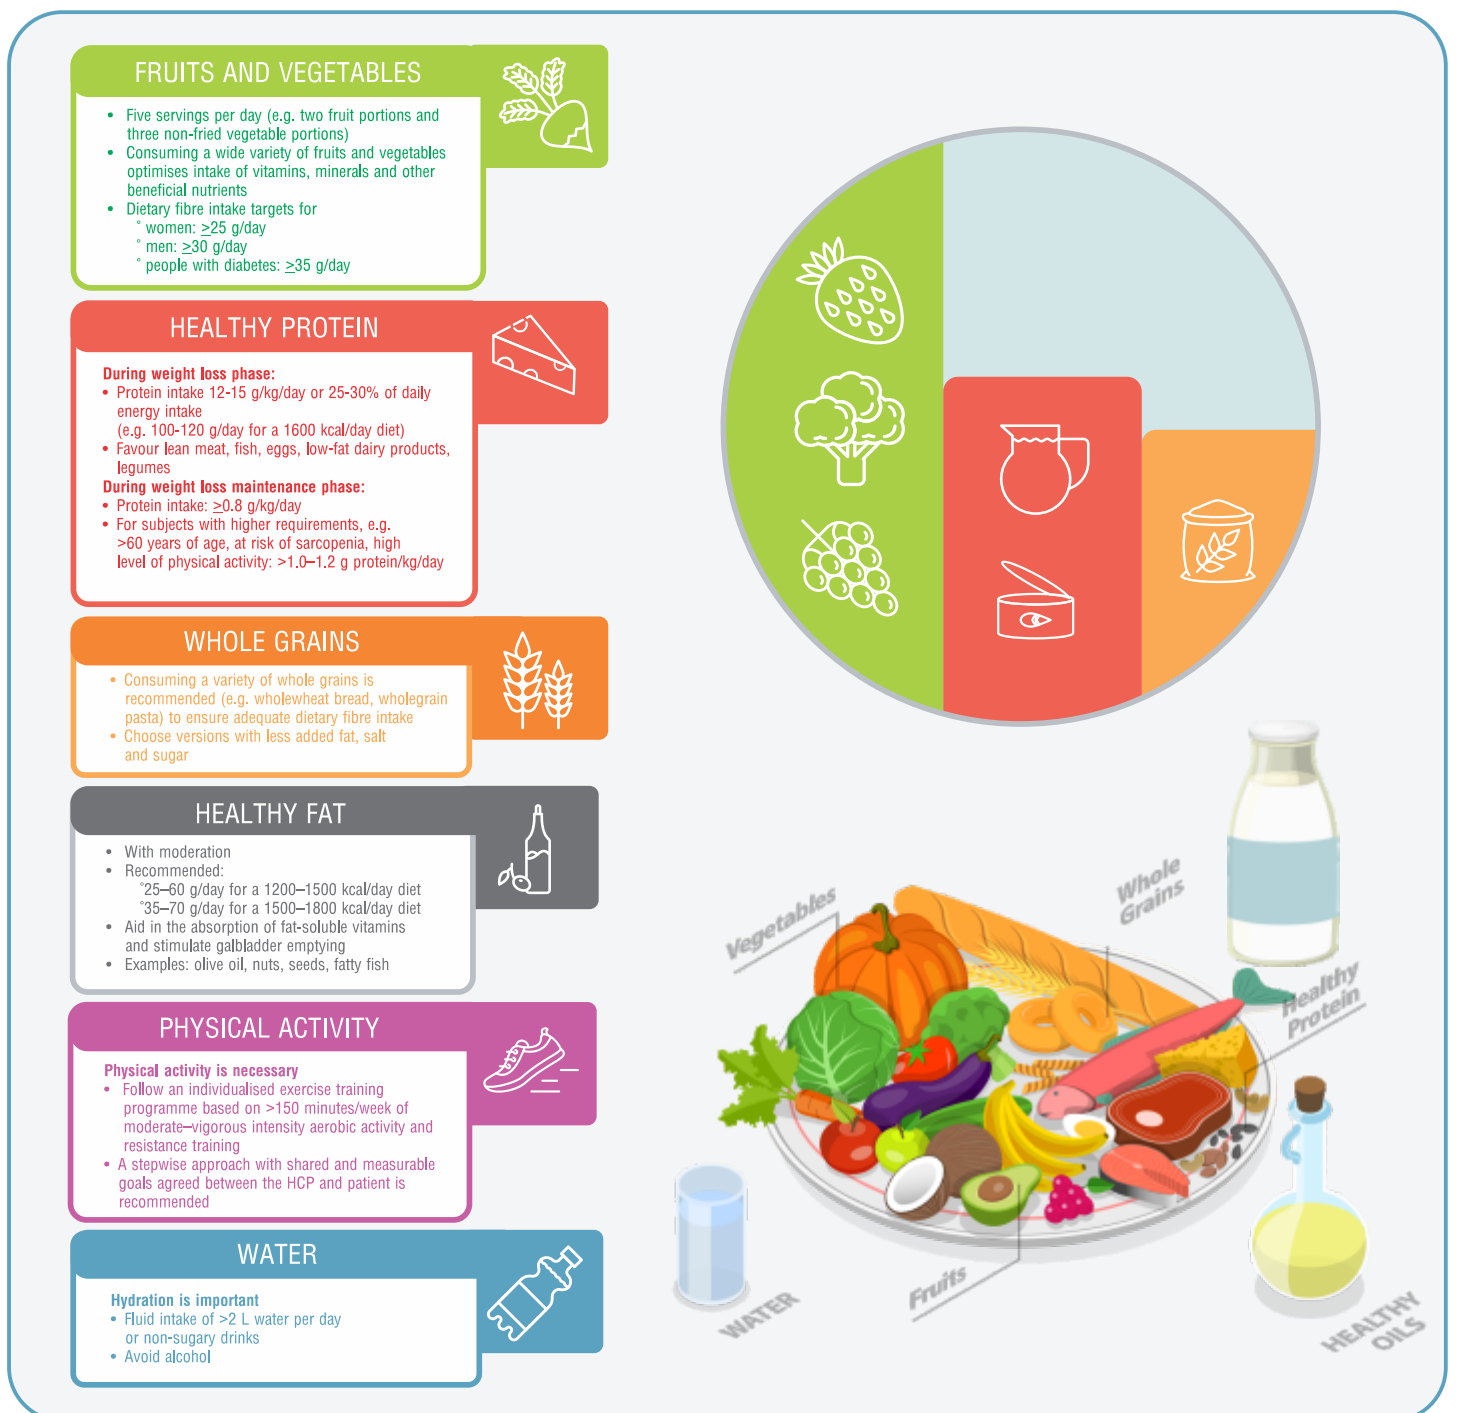 FRUITS AND VEGETABLES
• Five servings per day (e.g. two fruit portions and
three non-fried vegetable portions)
• Consuming a wide variety of fruits and vegetables
optimises intake of vitamins, minerals and other
beneficial nutrients
• Dietary fibre intake targets for
° women: ≥25 g/day
° men: ≥30 g/day
° people with diabetes: ≥35 g/day
HEALTHY PROTEIN
During weight loss phase:
• Protein intake 12-15 g/kg/day or 25-30% of daily
energy intake
(e.g. 100-120 g/day for a 1600 kcal/day diet)
• Favour lean meat, fish, eggs, low-fat dairy products,
legumes
During weight loss maintenance phase:
• Protein intake: ≥0.8 g/kg/day
• For subjects with higher requirements, e.g.
>60 years of age, at risk of sarcopenia, high
level of physical activity: >1.0–1.2 g protein/kg/day
WHOLE GRAINS
• Consuming a variety of whole grains is
recommended (e.g. wholewheat bread, wholegrain
pasta) to ensure adequate dietary fibre intake
• Choose versions with less added fat, salt
and sugar
HEALTHY FAT
• With moderation
• Recommended:
°25–60 g/day for a 1200–1500 kcal/day diet
°35–70 g/day for a 1500–1800 kcal/day diet
• Aid in the absorption of fat-soluble vitamins
and stimulate galbladder emptying
• Examples: olive oil, nuts, seeds, fatty fish
PHYSICAL ACTIVITY
Physical activity is necessary
• Follow an individualised exercise training
programme based on >150 minutes/week of
moderate–vigorous intensity aerobic activity and
resistance training
• A stepwise approach with shared and measurable
goals agreed between the HCP and patient is
recommended
WATER
Hydration is important
• Fluid intake of >2 L water per day
or non-sugary drinks
• Avoid alcohol
Vegetables
Whole
Grains
Healthy
Protein
Fruits
WATER
HEALTHY
OILS